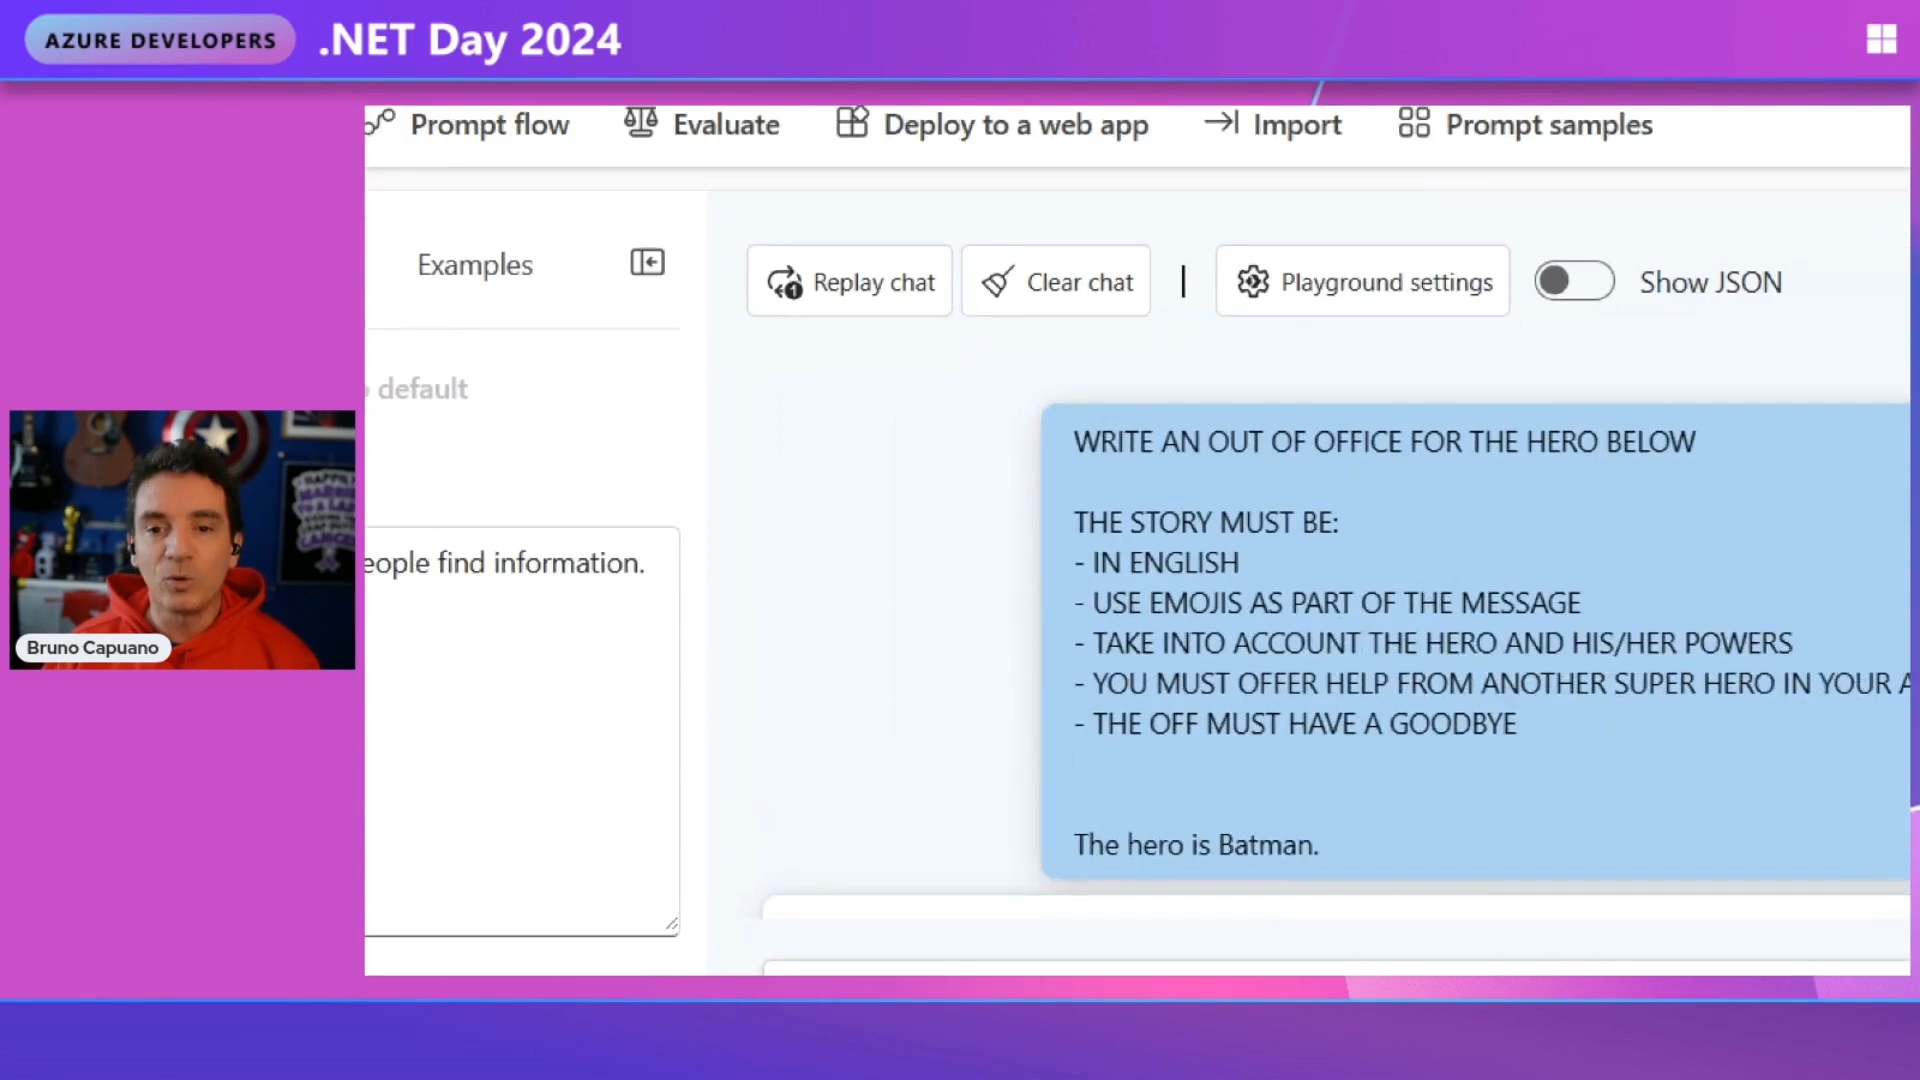 AZURE DEVELOPERS .NET Day 2024
Prompt flow Evaluate Deploy to a web app Import Prompt samples
Examples
Replay chat Clear chat | Playground settings Show JSON
default
WRITE AN OUT OF OFFICE FOR THE HERO BELOW
THE STORY MUST BE:
- IN ENGLISH
- USE EMOJIS AS PART OF THE MESSAGE
- TAKE INTO ACCOUNT THE HERO AND HIS/HER POWERS
- YOU MUST OFFER HELP FROM ANOTHER SUPER HERO IN YOUR A
- THE OFF MUST HAVE A GOODBYE
The hero is Batman.
eople find information.
HAPPILY
MARRIED
TO A
Bruno Capuano